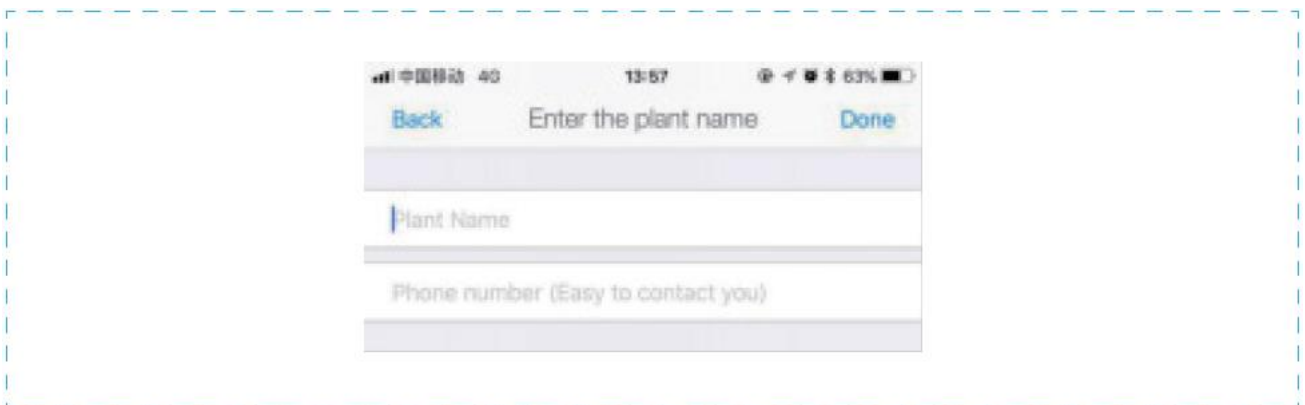 中国移动 4G 13:57 63%
Back Enter the plant name Done
Plant Name
Phone number (Easy to contact you)